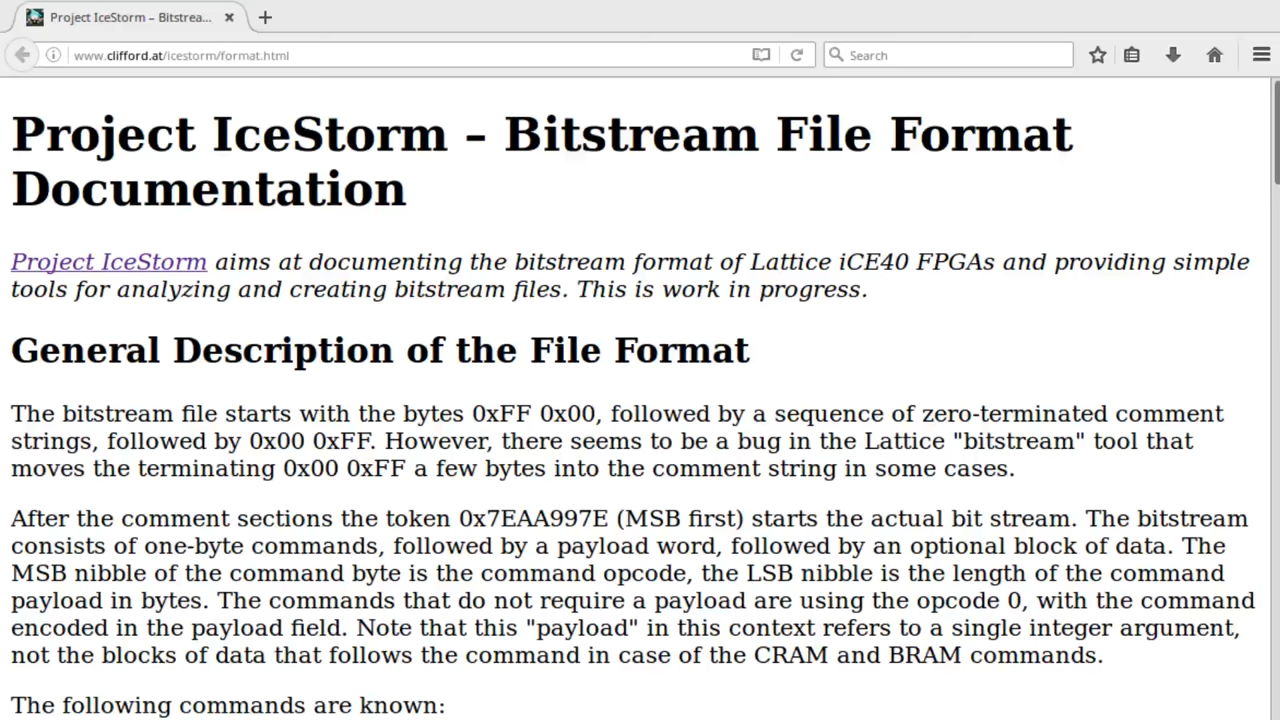 Project IceStorm – Bitstrea...
www.clifford.at/icestorm/format.html
Search
Project IceStorm – Bitstream File Format
Documentation
Project IceStorm aims at documenting the bitstream format of Lattice iCE40 FPGAs and providing simple
tools for analyzing and creating bitstream files. This is work in progress.
General Description of the File Format
The bitstream file starts with the bytes 0xFF 0x00, followed by a sequence of zero-terminated comment
strings, followed by 0x00 0xFF. However, there seems to be a bug in the Lattice "bitstream" tool that
moves the terminating 0x00 0xFF a few bytes into the comment string in some cases.
After the comment sections the token 0x7EAA997E (MSB first) starts the actual bit stream. The bitstream
consists of one-byte commands, followed by a payload word, followed by an optional block of data. The
MSB nibble of the command byte is the command opcode, the LSB nibble is the length of the command
payload in bytes. The commands that do not require a payload are using the opcode 0, with the command
encoded in the payload field. Note that this "payload" in this context refers to a single integer argument,
not the blocks of data that follows the command in case of the CRAM and BRAM commands.
The following commands are known: